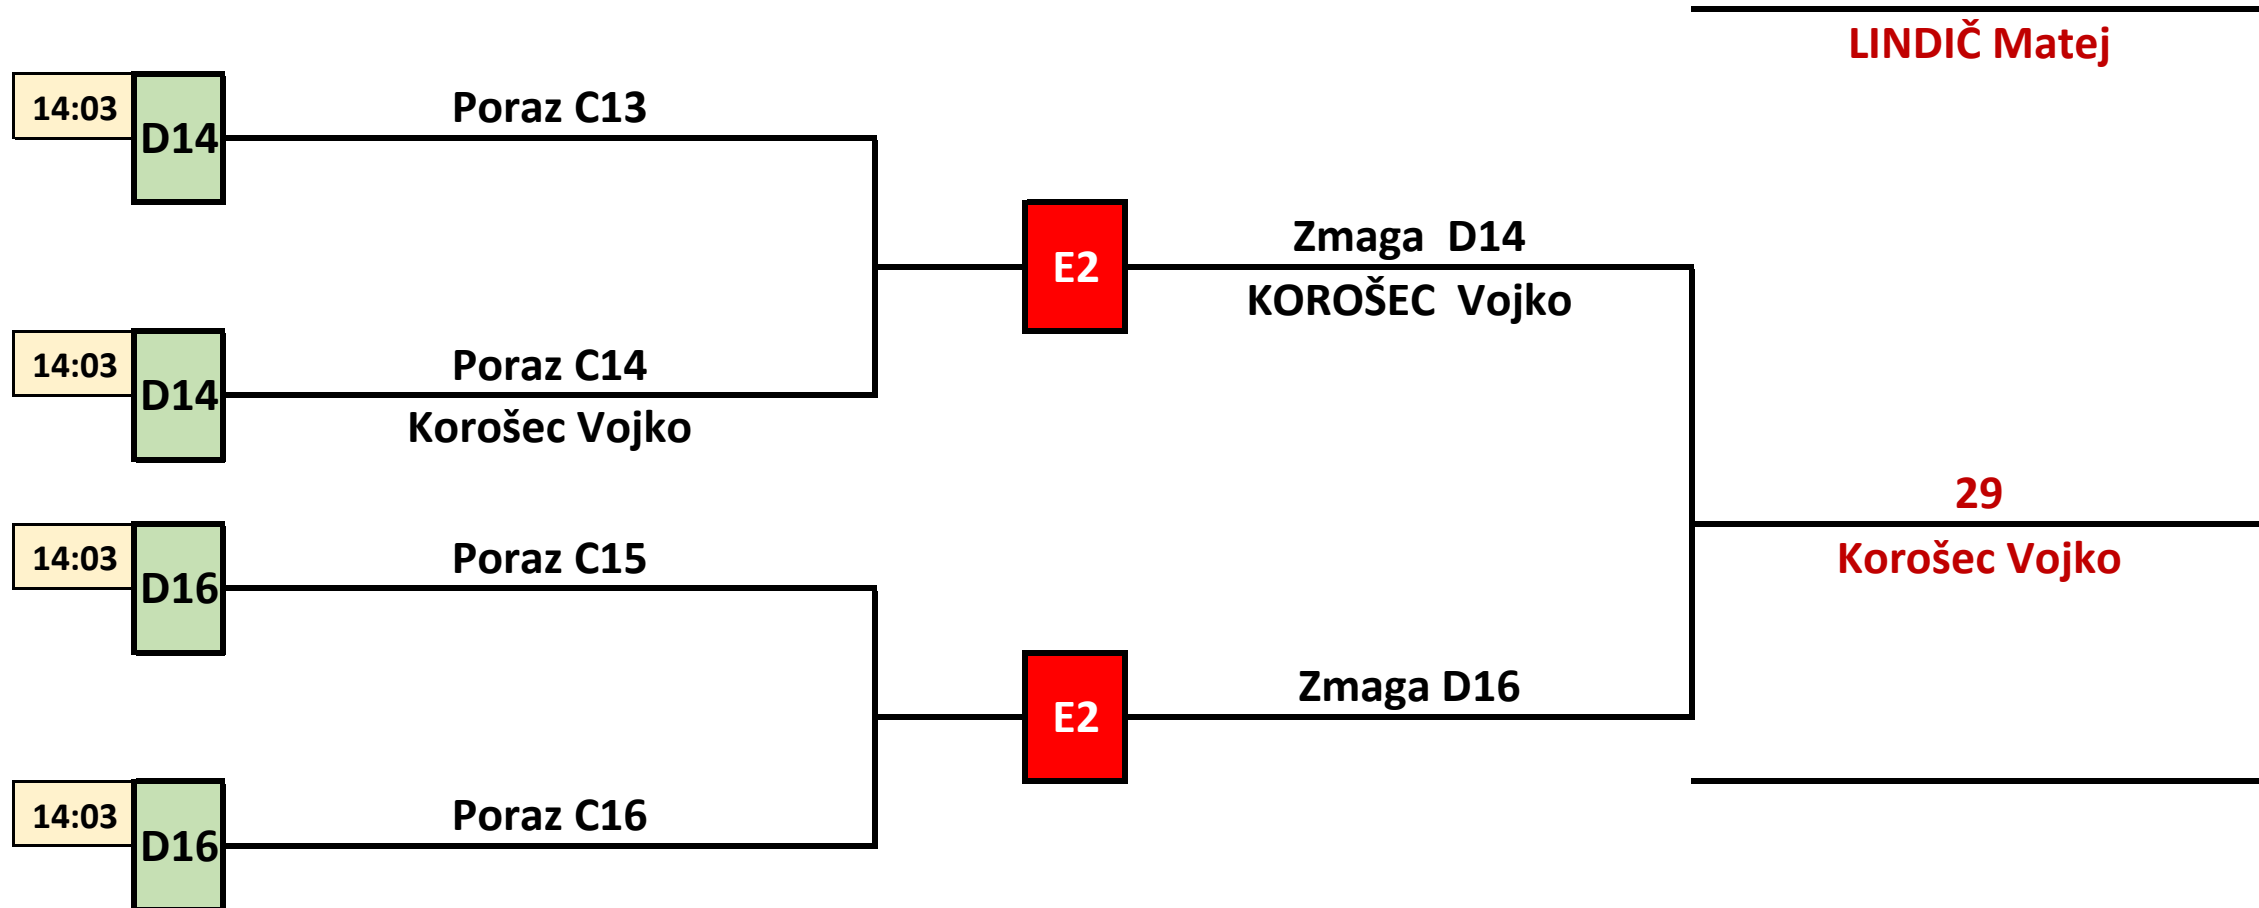 LINDIČ Matej
14:03
D14
Poraz C13
E2
Zmaga  D14
KOROŠEC  Vojko
14:03
D14
Poraz C14
Korošec Vojko
29
Korošec Vojko
14:03
D16
Poraz C15
E2
Zmaga D16
14:03
D16
Poraz C16